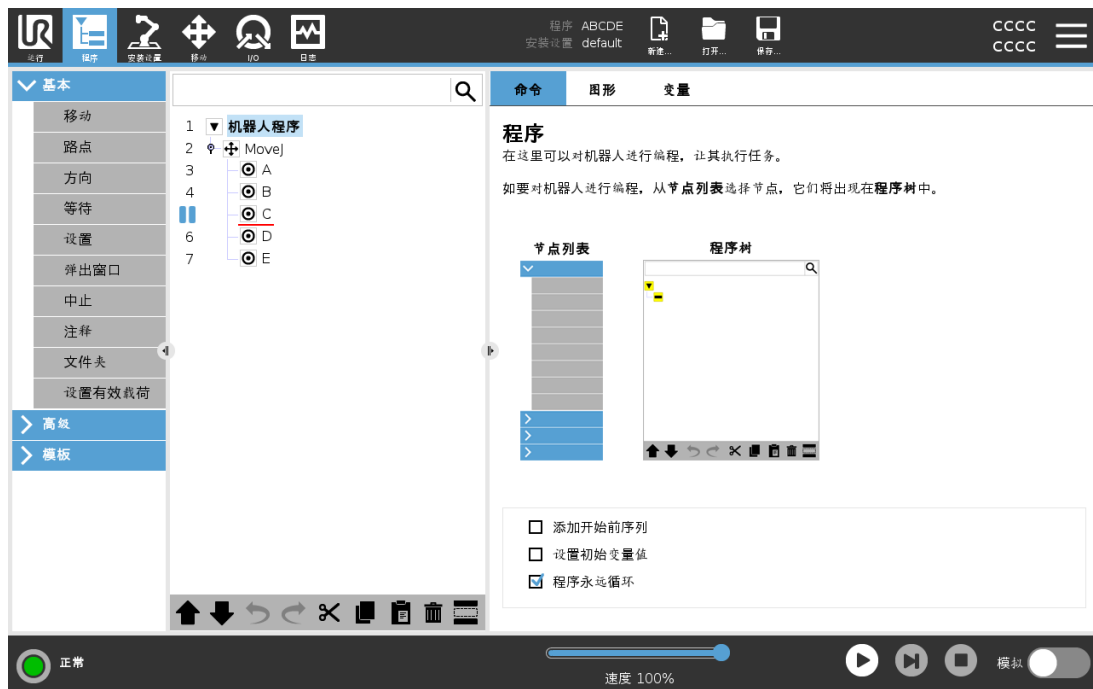 程序 ABCDE
安装设置 default
CCCC
CCCC
运行 程序 安装设置 移动 I/O 日志 新建... 打开... 保存...
基本
移动
路点
方向
等待
设置
弹出窗口
中止
注释
文件夹
设置有效载荷
高级
模板
1 机器人程序
2 MoveJ
3 A
4 B
C
6 D
7 E
命令 图形 变量
程序
在这里可以对机器人进行编程，让其执行任务。
如要对机器人进行编程，从节点列表选择节点，它们将出现在程序树中。
节点列表 程序树
添加开始前序列
设置初始变量值
程序永远循环
正常
速度 100%
模拟